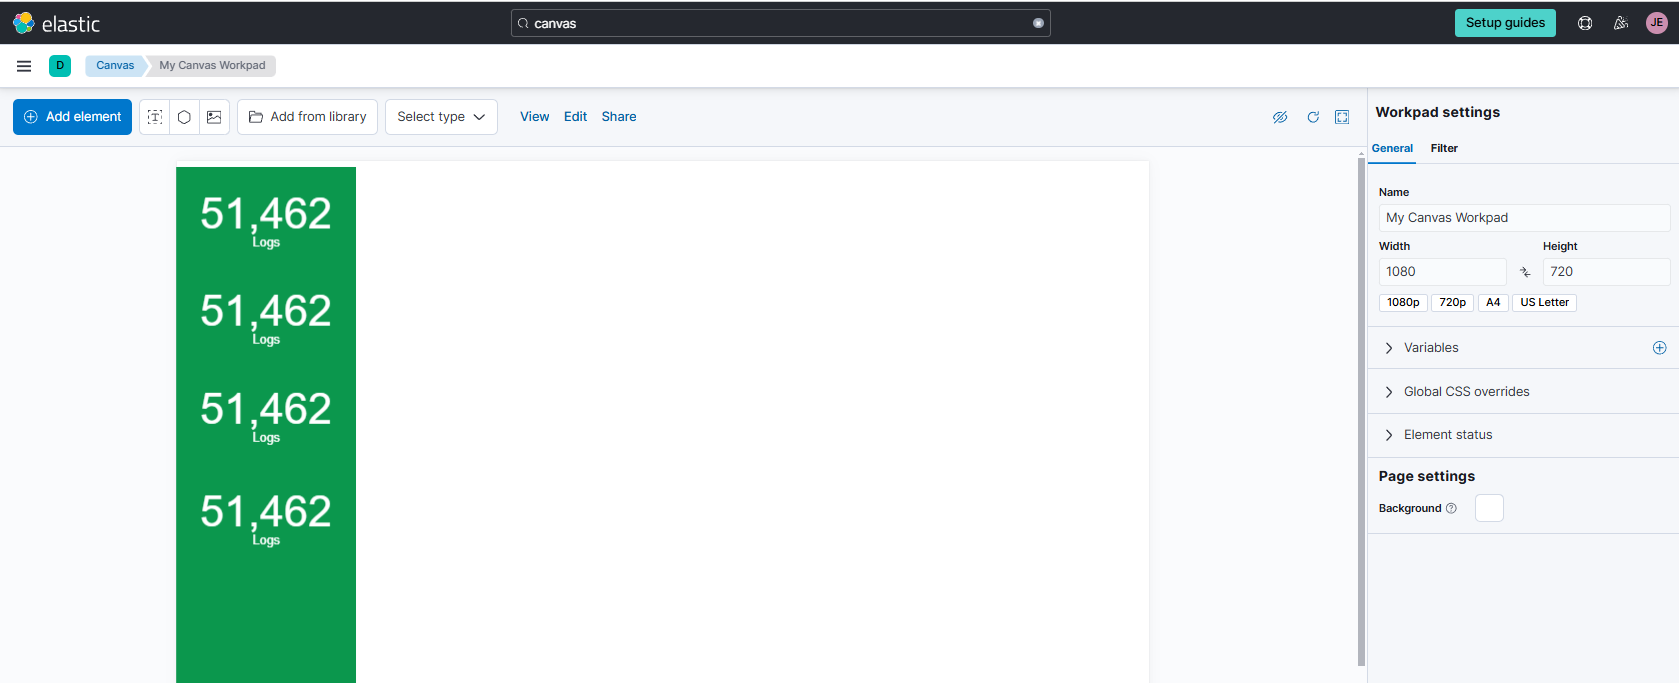 elastic
canvas
Setup guides
JE
D
Canvas
My Canvas Workpad
Add element
T
Add from library
Select type
View
Edit
Share
51,462
Logs
51,462
Logs
51,462
Logs
51,462
Logs
Workpad settings
General
Filter
Name
My Canvas Workpad
Width
Height
1080
720
1080p
720p
A4
US Letter
Variables
Global CSS overrides
Element status
Page settings
Background